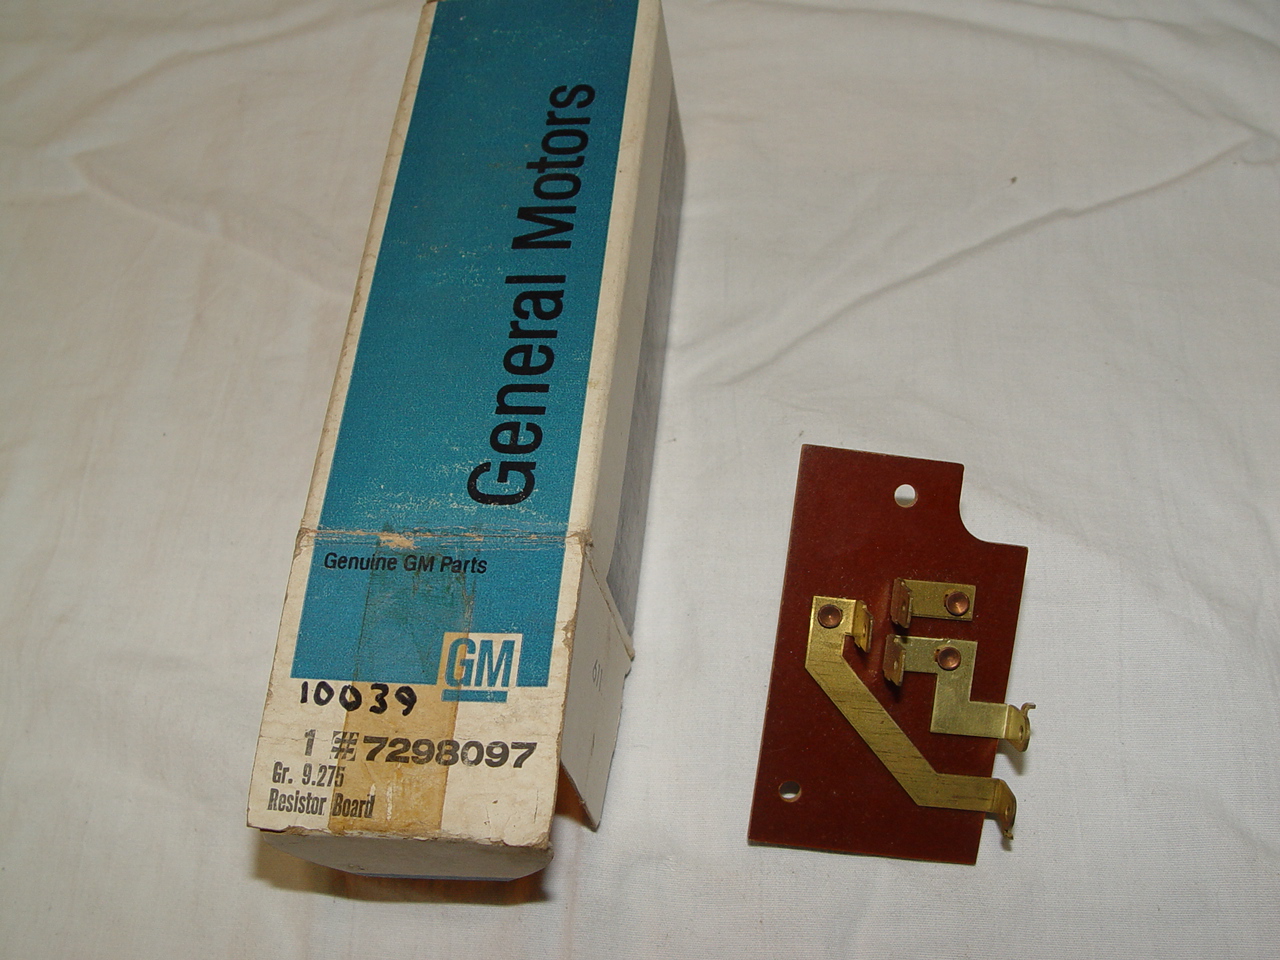 General Motors
Genuine GM Parts
GM
10039
1 #7298097
Gr. 9.275
Resistor Board